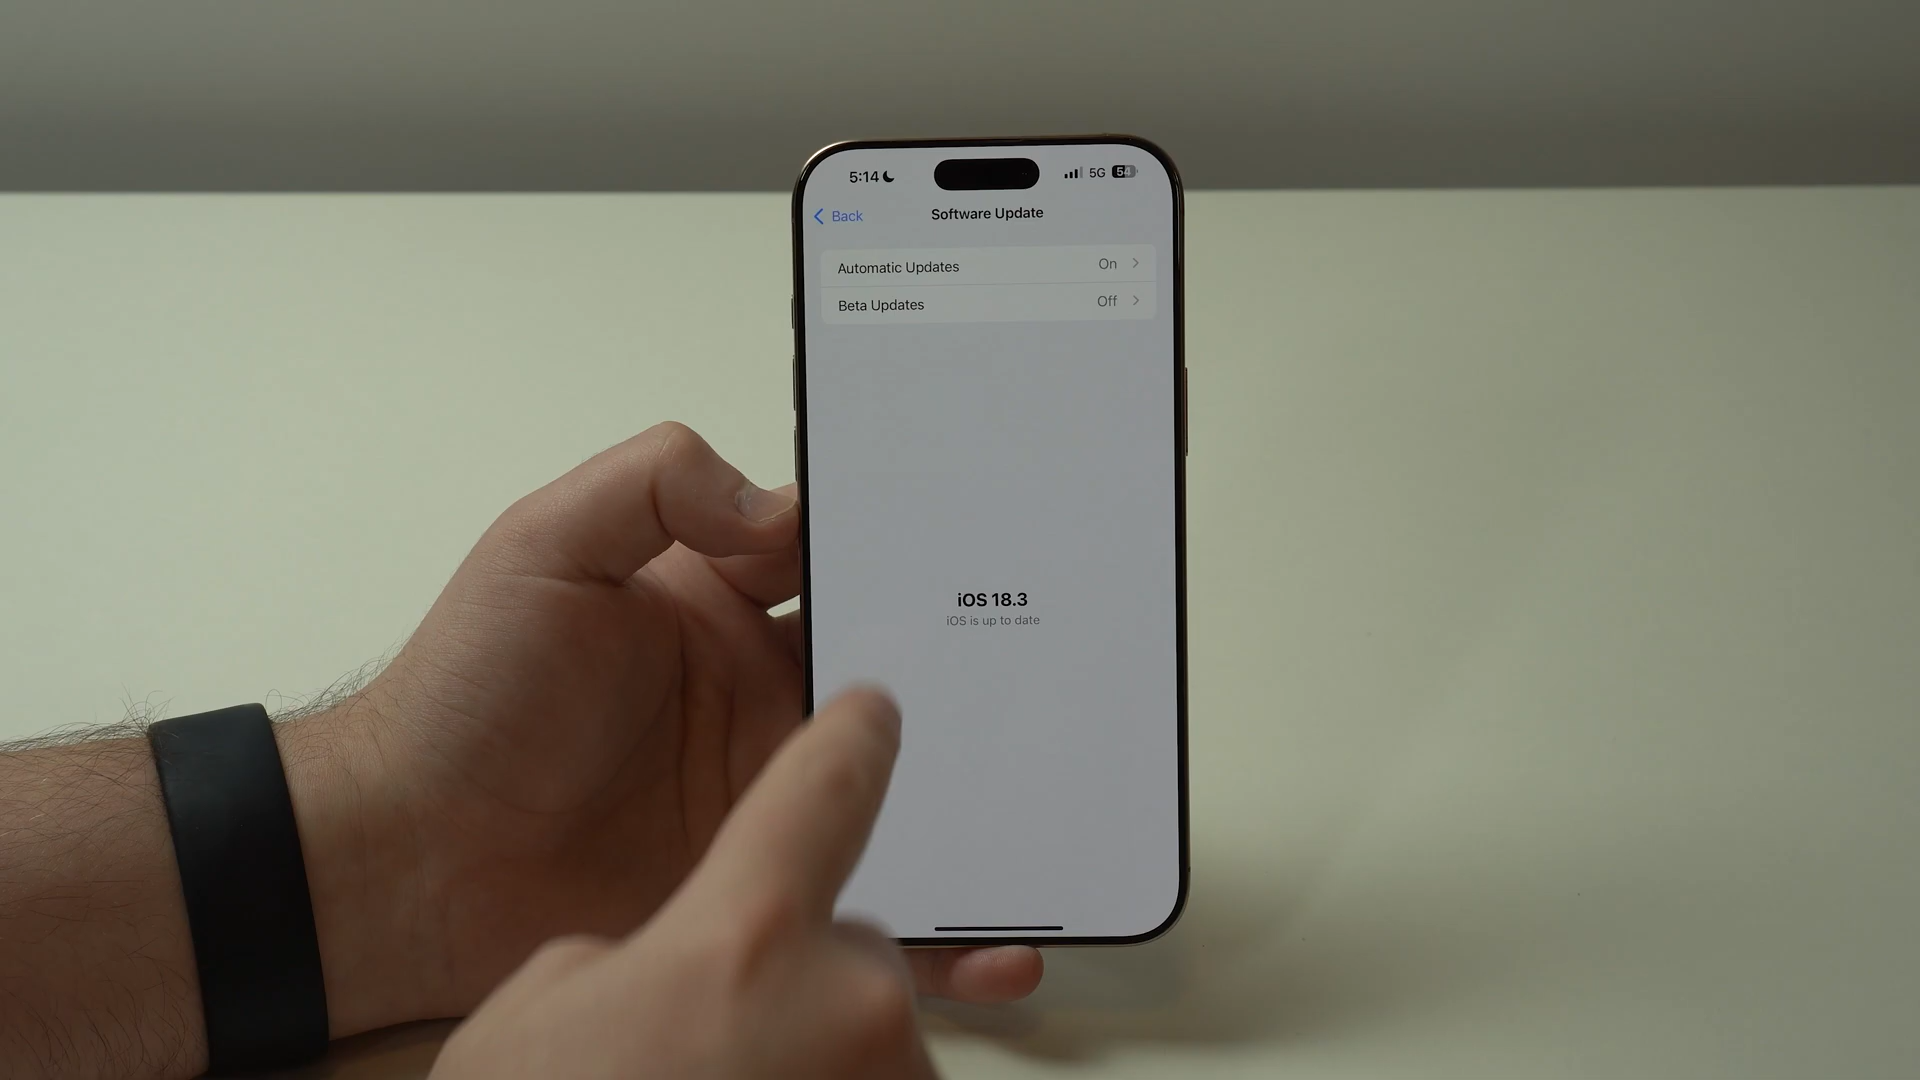 5:14 5G 54
Back Software Update
Automatic Updates On
Beta Updates Off
iOS 18.3
iOS is up to date